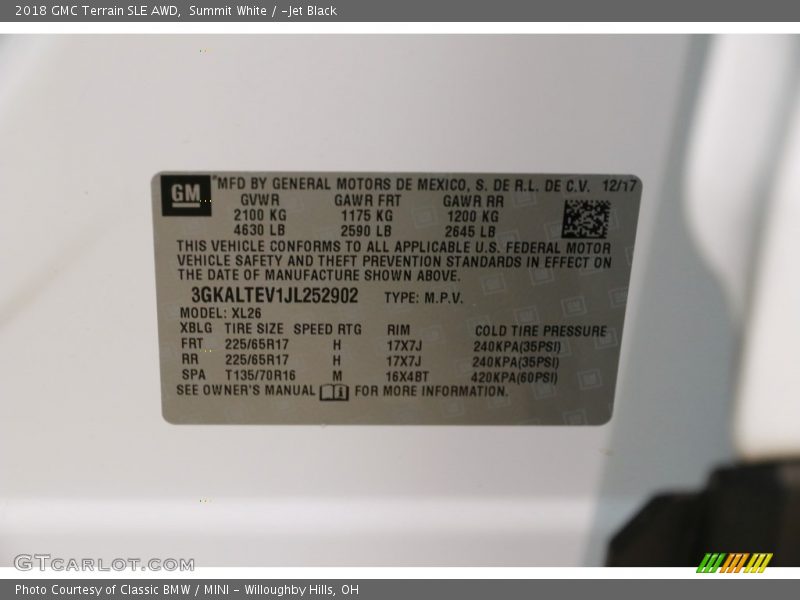 2018 GMC Terrain SLE AWD,  Summit White / -Jet Black
GM *MFD BY GENERAL MOTORS DE MEXICO, S. DE R.L. DE C.V.  12/17
GVWR GAWR FRT GAWR RR
2100 KG 1175 KG 1200 KG
4630 LB 2590 LB 2645 LB
THIS VEHICLE CONFORMS TO ALL APPLICABLE U.S. FEDERAL MOTOR
VEHICLE SAFETY AND THEFT PREVENTION STANDARDS IN EFFECT ON
THE DATE OF MANUFACTURE SHOWN ABOVE.
3GKALTEV1JL252902 TYPE: M.P.V.
MODEL: XL26
XBLG TIRE SIZE SPEED RTG RIM COLD TIRE PRESSURE
FRT 225/65R17 H 17X7J 240KPA(35PSI)
RR 225/65R17 H 17X7J 240KPA(35PSI)
SPA T135/70R16 M 16X4BT 420KPA(60PSI)
SEE OWNER'S MANUAL FOR MORE INFORMATION.
GTCARLOT.COM
Photo Courtesy of Classic BMW / MINI - Willoughby Hills, OH